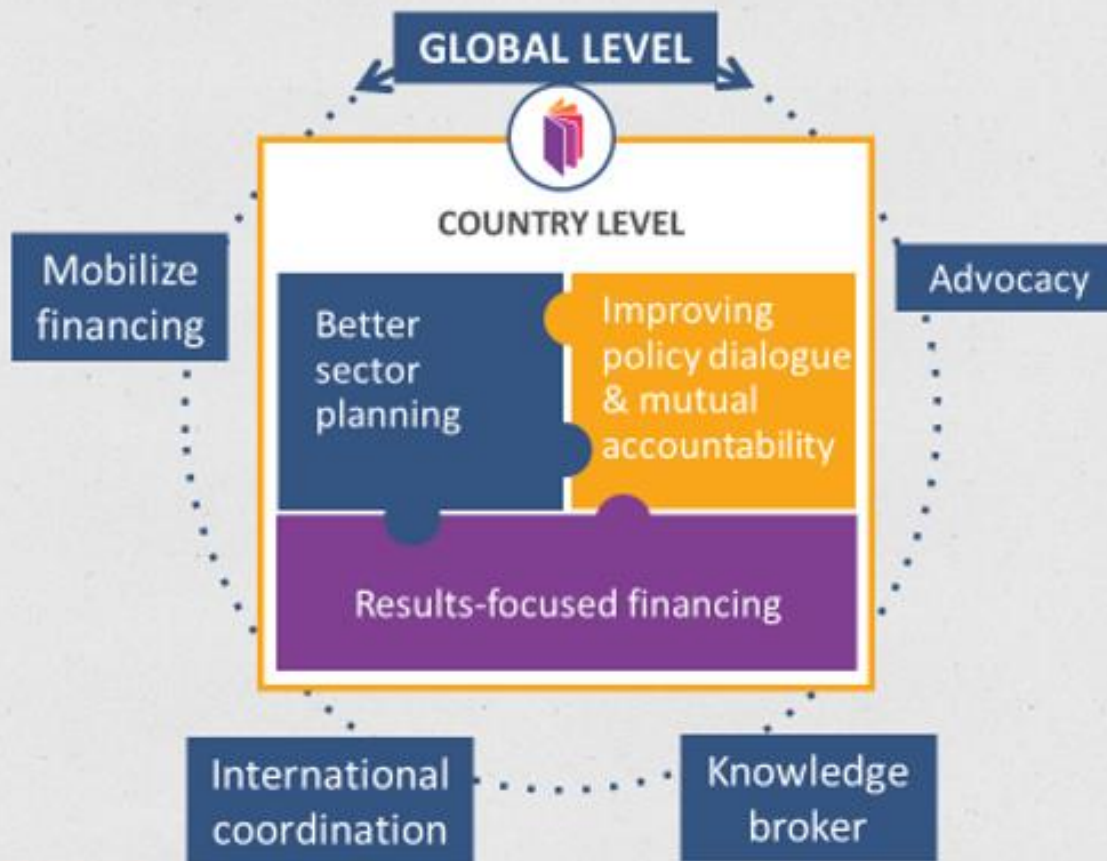 GLOBAL LEVEL
COUNTRY LEVEL
Mobilize
financing
Advocacy
Better
sector
planning
Improving
policy dialogue
& mutual
accountability
Results-focused financing
International
coordination
Knowledge
broker